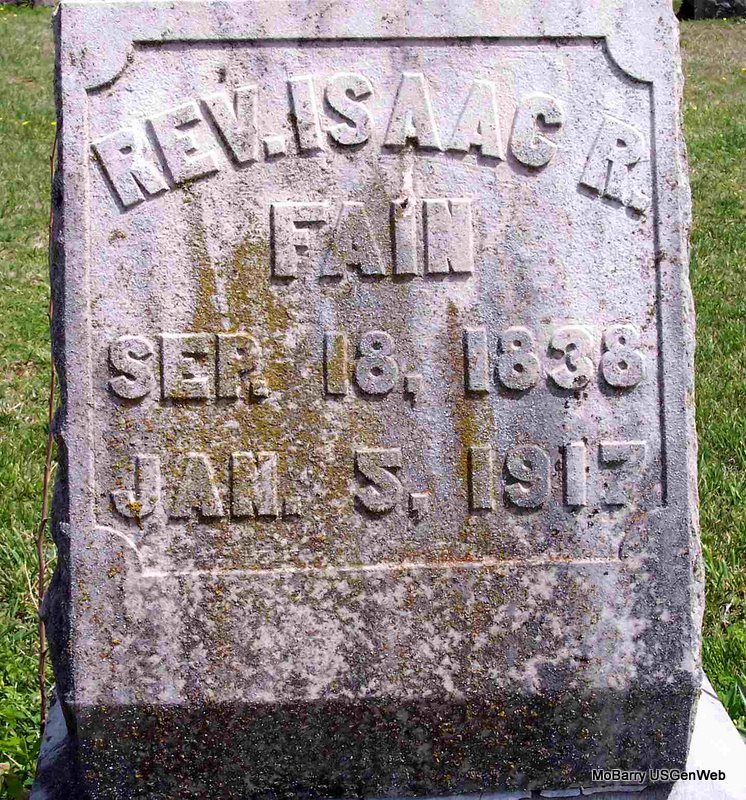 REV. ISAAC R.
FAIN
SEP. 18, 1838
JAN. 5, 1917
MoBarry USGenWeb